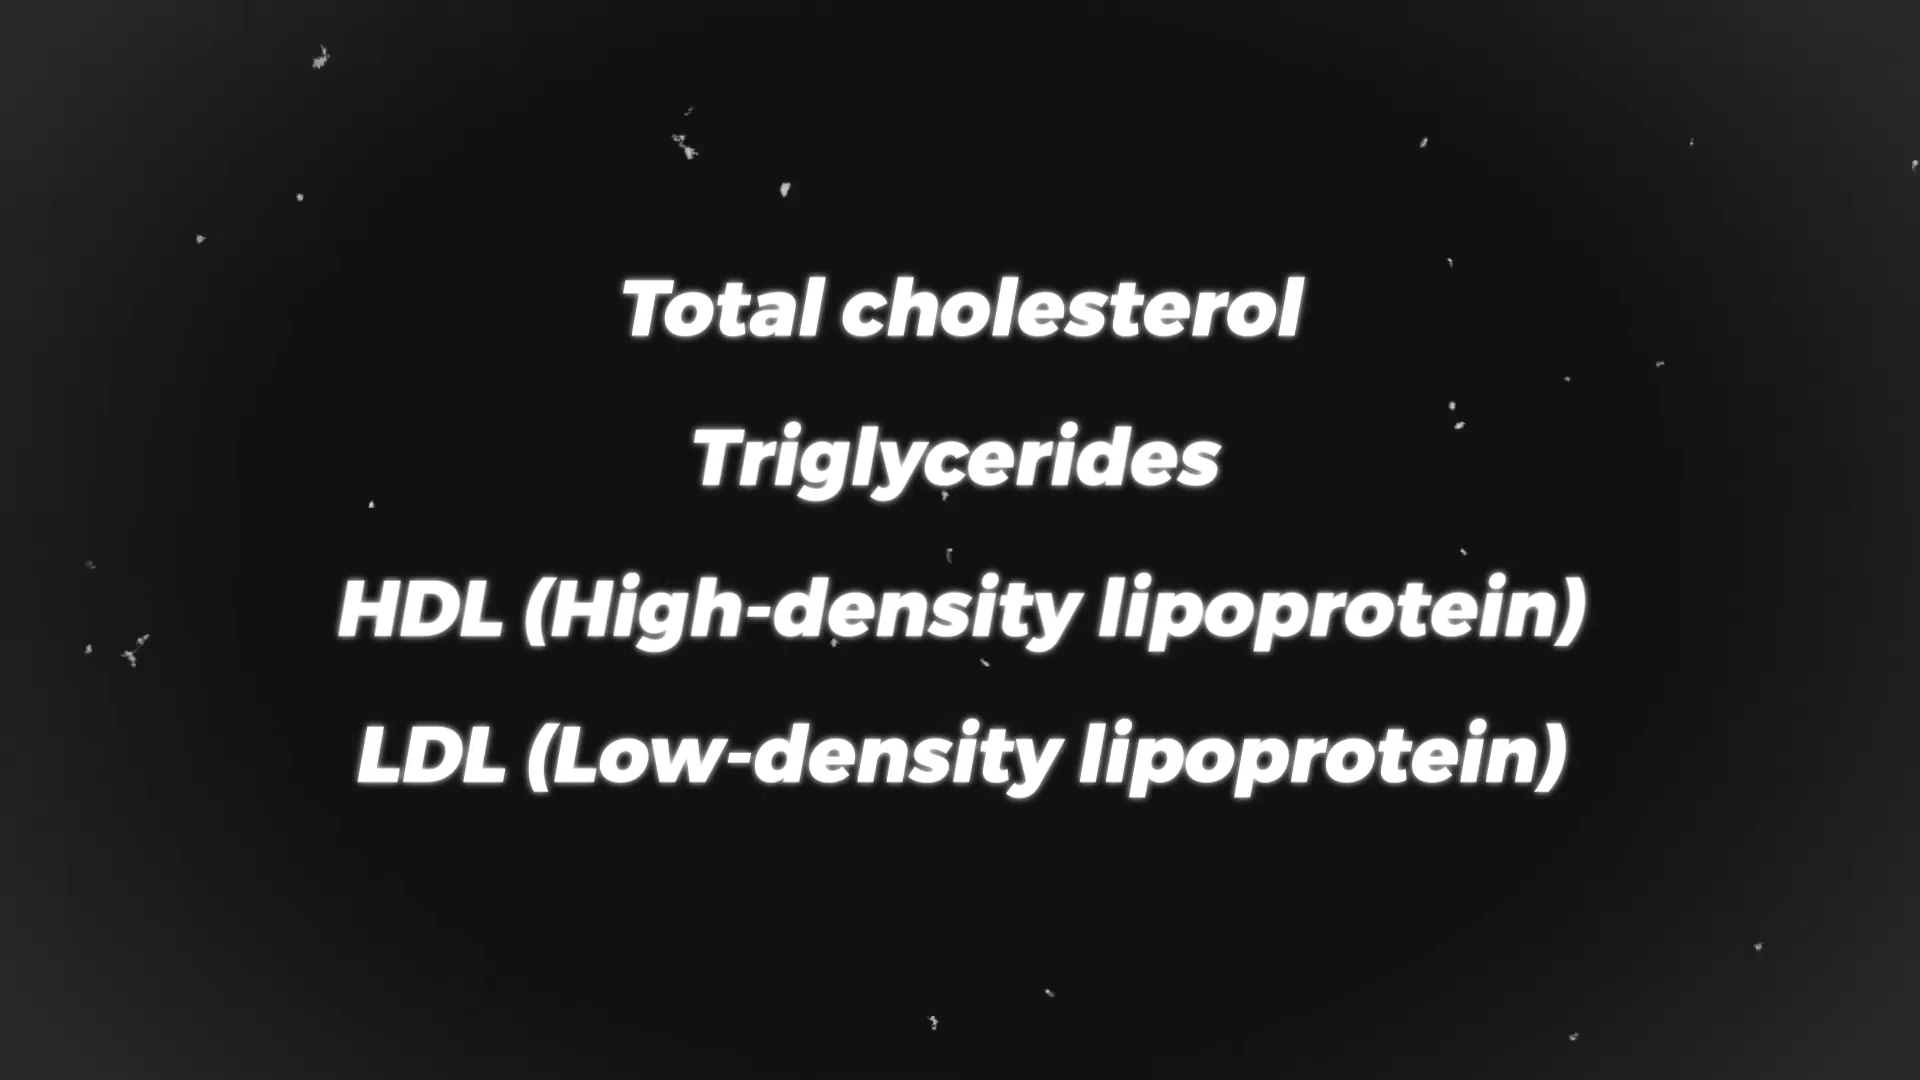 Total cholesterol
Triglycerides
HDL (High-density lipoprotein)
LDL (Low-density lipoprotein)